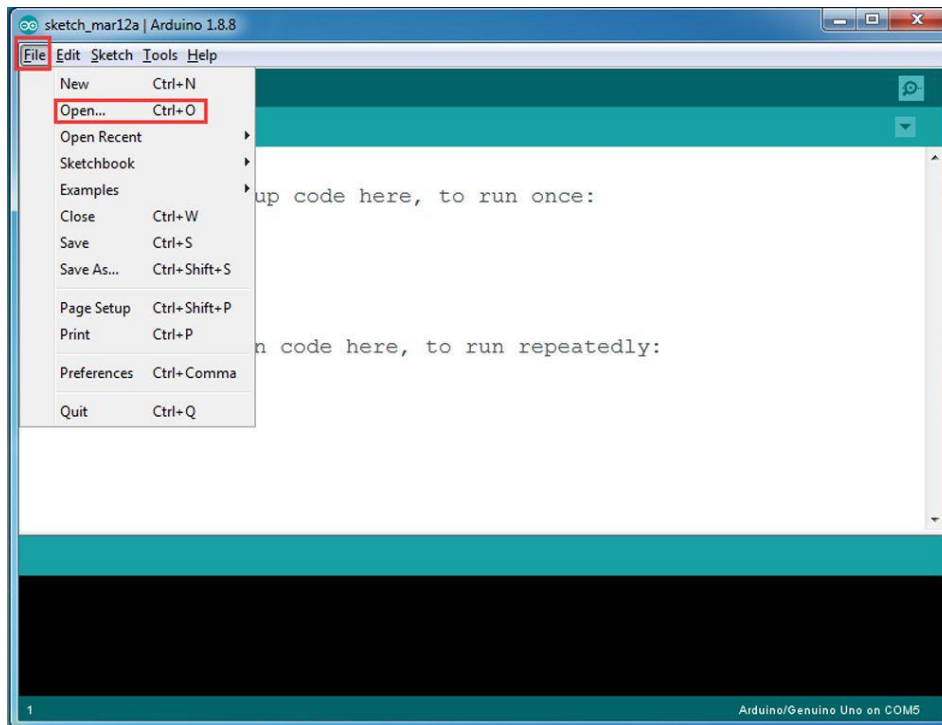 sketch_mar12a | Arduino 1.8.8
File Edit Sketch Tools Help
New Ctrl+N
Open... Ctrl+O
Open Recent
Sketchbook
Examples
up code here, to run once:
Close Ctrl+W
Save Ctrl+S
Save As... Ctrl+Shift+S
Page Setup Ctrl+Shift+P
Print Ctrl+P
n code here, to run repeatedly:
Preferences Ctrl+Comma
Quit Ctrl+Q
1 Arduino/Genuino Uno on COM5